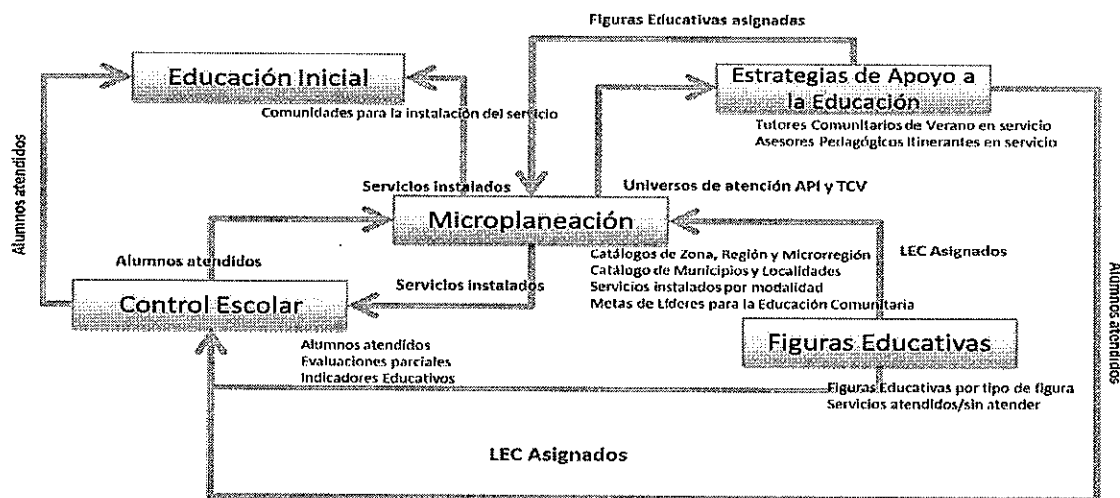 Figuras Educativas asignadas
Educación Inicial
Comunidades para la instalación del servicio
Estrategias de Apoyo a
la Educación
Tutores Comunitarios de Verano en servicio
Asesores Pedagógicos Itinerantes en servicio
Alumnos atendidos
Servicios instalados
Universos de atención API y TCV
Microplaneación
Catálogos de Zona, Región y Microrregión
Catálogo de Municipios y Localidades
Servicios instalados por modalidad
Metas de Líderes para la Educación Comunitaria
LEC Asignados
Alumnos atendidos
Servicios instalados
Control Escolar
Alumnos atendidos
Evaluaciones parciales
Indicadores Educativos
Figuras Educativas
Figuras Educativas por tipo de figura
Servicios atendidos/sin atender
Alumnos atendidos
LEC Asignados